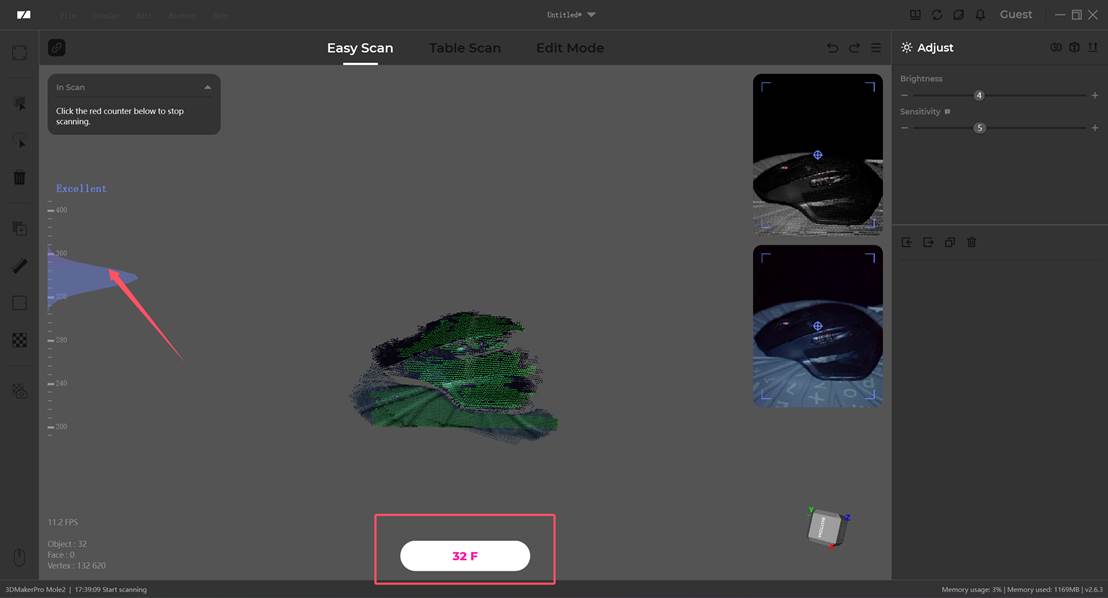 File Display Edit Window Help
Untitled*
Guest
Easy Scan Table Scan Edit Mode
Adjust
In Scan
Click the red counter below to stop
scanning.
Brightness
4
Sensitivity
5
Excellent
400
360
320
280
240
200
11.2 FPS
Object : 32
Face : 0
Vertex : 132 620
32 F
BOTTOM
Y
Z
3DMakerPro Mole2 | 17:39:09 Start scanning
Memory usage: 3% | Memory used: 1169MB | v2.6.3